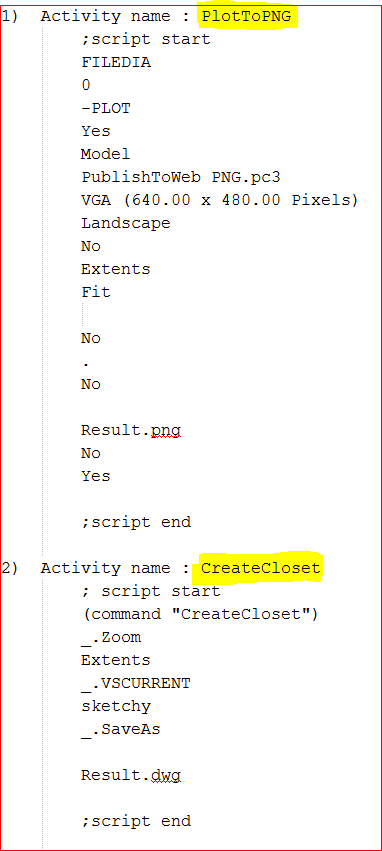 1) Activity name : PlotToPNG
;script start
FILEDIA
0
-PLOT
Yes
Model
PublishToWeb PNG.pc3
VGA (640.00 x 480.00 Pixels)
Landscape
No
Extents
Fit
No
.
No
Result.png
No
Yes
;script end
2) Activity name : CreateCloset
; script start
(command "CreateCloset")
_.Zoom
Extents
_.VSCURRENT
sketchy
_.SaveAs
Result.dwg
;script end